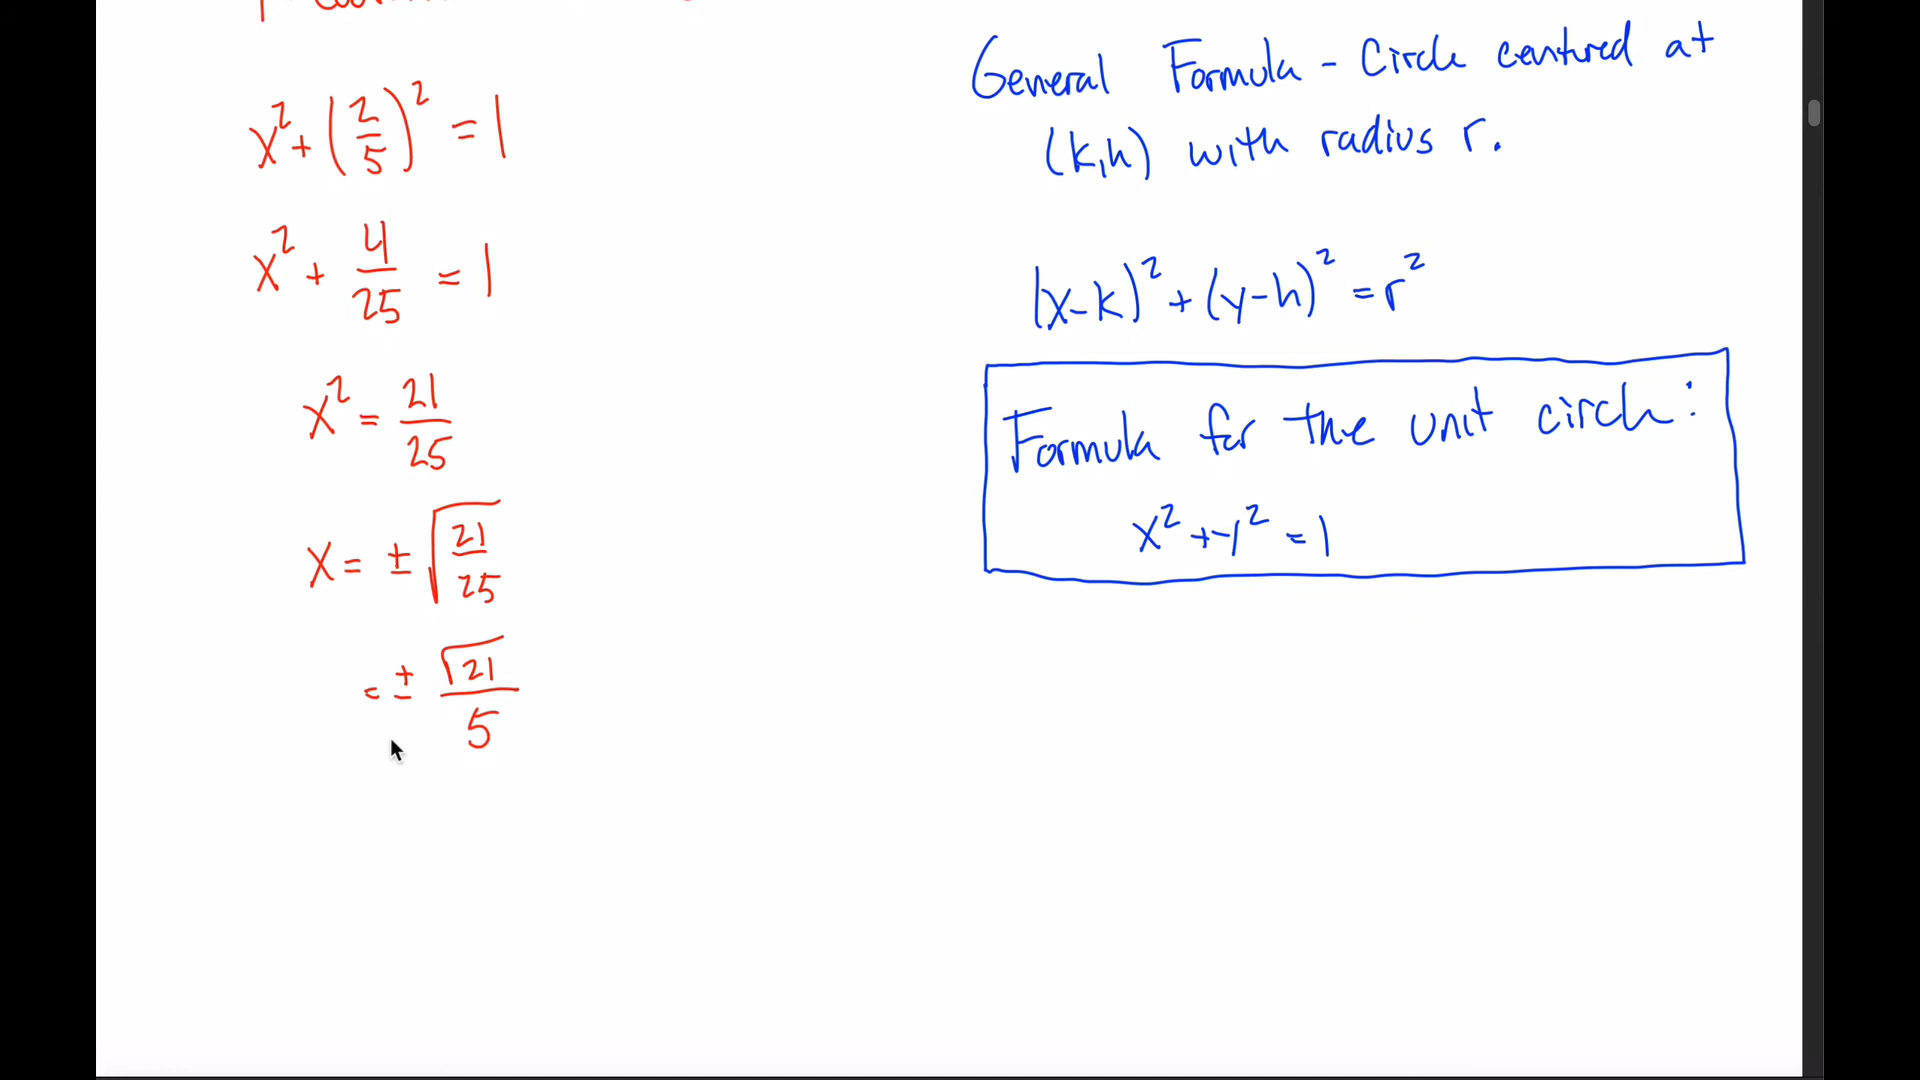 x² + (2/5)² = 1
x² + 4/25 = 1
x² = 21/25
x = ± √(21/25)
= ± √21/5
General Formula - Circle centred at
(k,h) with radius r.
(x-k)² + (y-h)² = r²
Formula for the unit circle:
x² + y² = 1